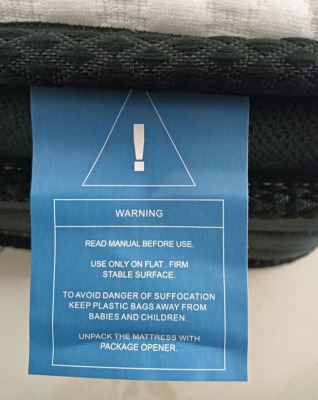 !
WARNING
READ MANUAL BEFORE USE.
USE ONLY ON FLAT . FIRM
STABLE SURFACE.
TO AVOID DANGER OF SUFFOCATION
KEEP PLASTIC BAGS AWAY FROM
BABIES AND CHILDREN.
UNPACK THE MATTRESS WITH
PACKAGE OPENER.